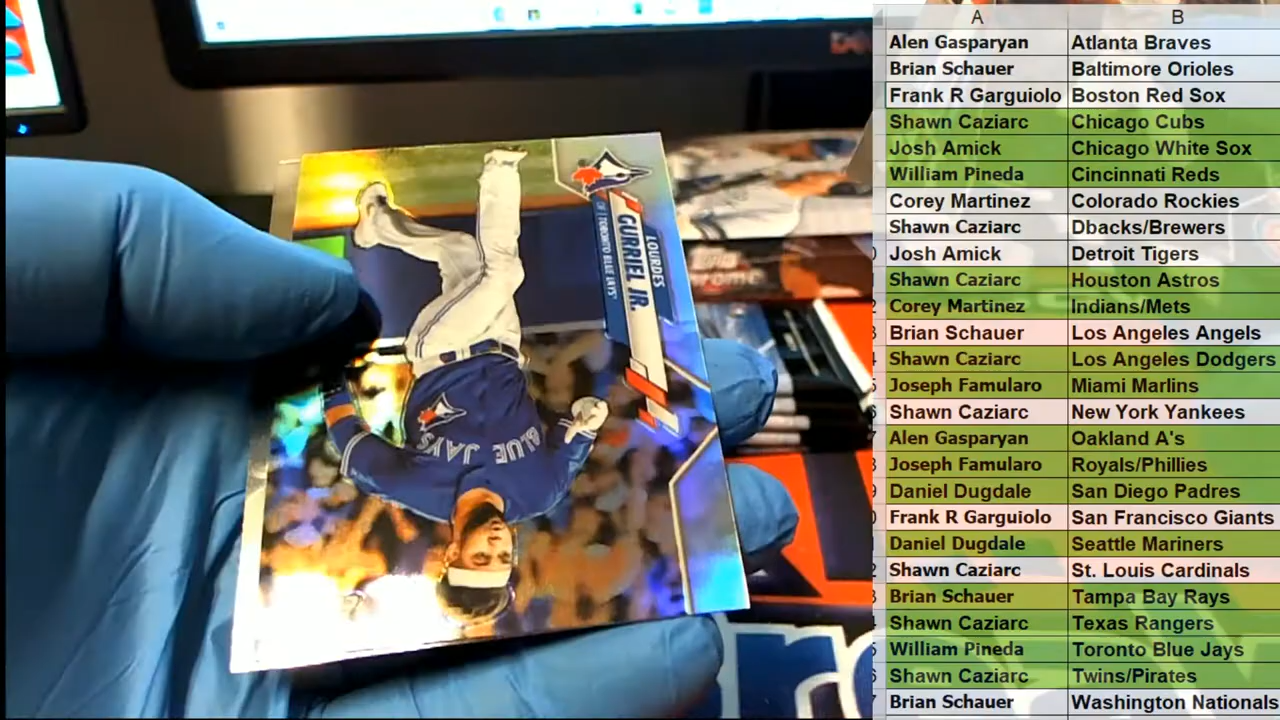 A B
Alen Gasparyan Atlanta Braves
Brian Schauer Baltimore Orioles
Frank R Garguiolo Boston Red Sox
Shawn Caziarc Chicago Cubs
Josh Amick Chicago White Sox
William Pineda Cincinnati Reds
Corey Martinez Colorado Rockies
Shawn Caziarc Dbacks/Brewers
Josh Amick Detroit Tigers
Shawn Caziarc Houston Astros
Corey Martinez Indians/Mets
Brian Schauer Los Angeles Angels
Shawn Caziarc Los Angeles Dodgers
Joseph Famularo Miami Marlins
Shawn Caziarc New York Yankees
Alen Gasparyan Oakland A's
Joseph Famularo Royals/Phillies
Daniel Dugdale San Diego Padres
Frank R Garguiolo San Francisco Giants
Daniel Dugdale Seattle Mariners
Shawn Caziarc St. Louis Cardinals
Brian Schauer Tampa Bay Rays
Shawn Caziarc Texas Rangers
William Pineda Toronto Blue Jays
Shawn Caziarc Twins/Pirates
Brian Schauer Washington Nationals
LOURDES
GURRIEL JR.
OF | TORONTO BLUE JAYS
BLUE JAYS